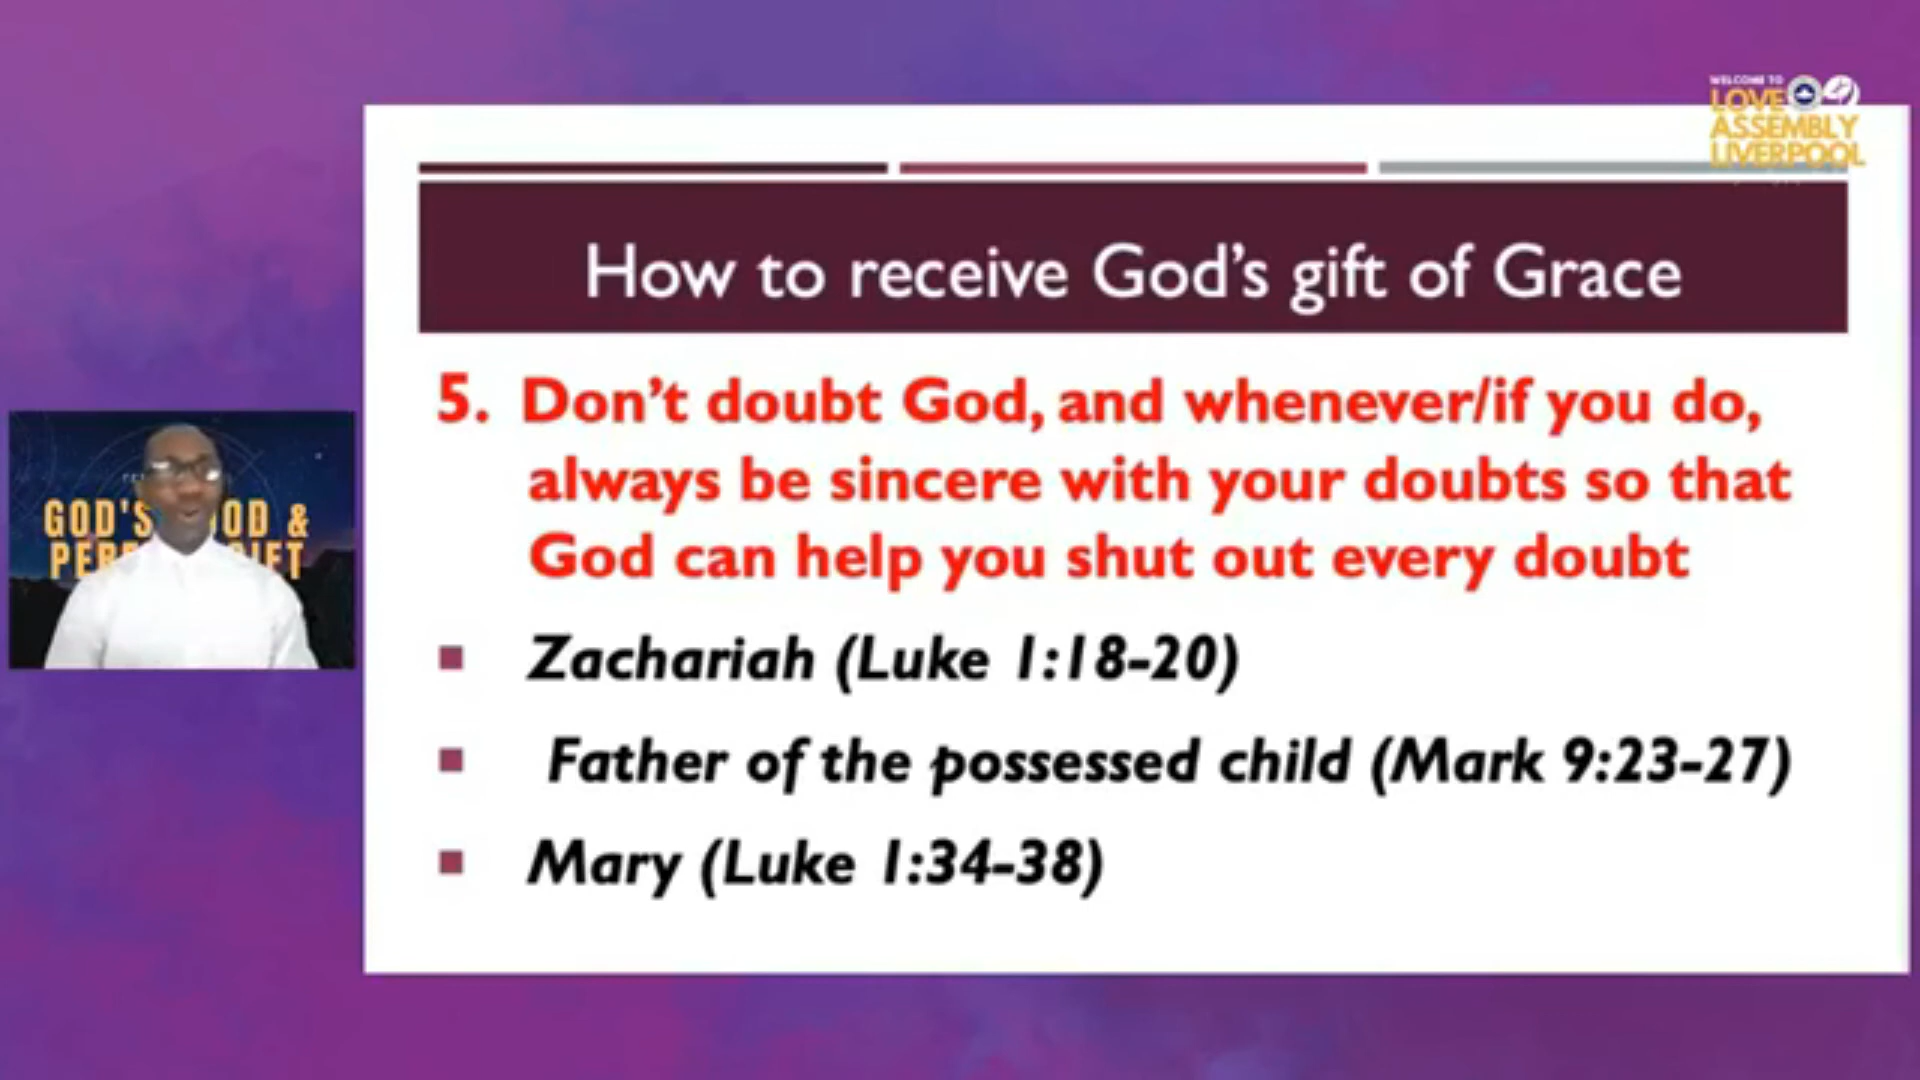 WELCOME TO
LOVE
ASSEMBLY
LIVERPOOL
How to receive God's gift of Grace
5. Don't doubt God, and whenever/if you do,
always be sincere with your doubts so that
God can help you shut out every doubt
Zachariah (Luke 1:18-20)
Father of the possessed child (Mark 9:23-27)
Mary (Luke 1:34-38)
GOD'S &